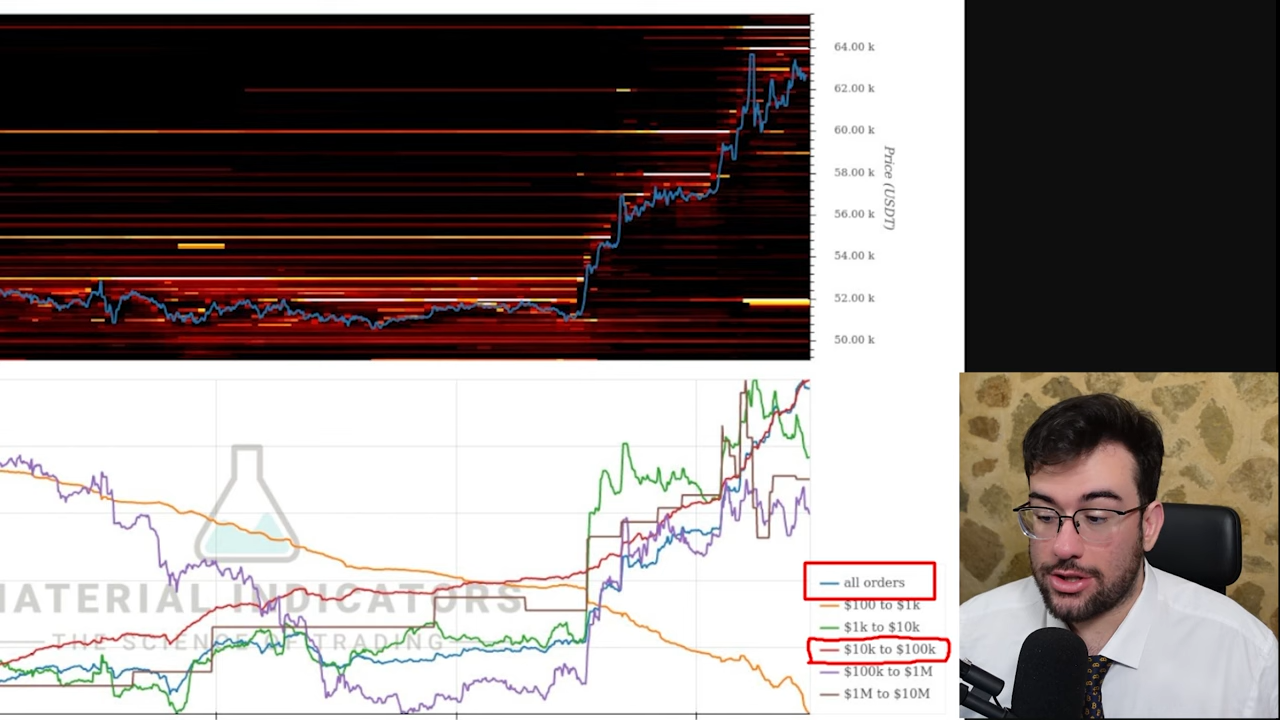 64.00 k
62.00 k
60.00 k
58.00 k
56.00 k
54.00 k
52.00 k
50.00 k
Price (USDT)
MATERIAL INDICATORS
THE SCIENCE OF TRADING
all orders
$100 to $1k
$1k to $10k
$10k to $100k
$100k to $1M
$1M to $10M